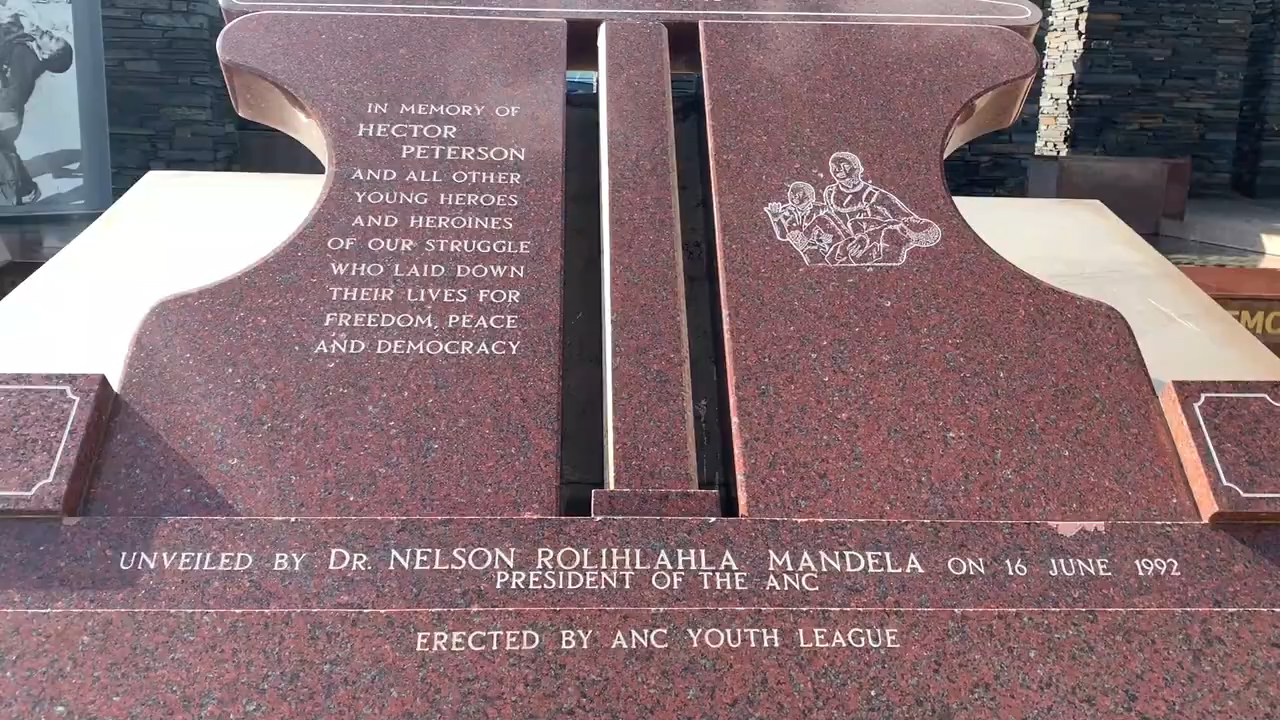 IN MEMORY OF
HECTOR
PETERSON
AND ALL OTHER
YOUNG HEROES
AND HEROINES
OF OUR STRUGGLE
WHO LAID DOWN
THEIR LIVES FOR
FREEDOM, PEACE
AND DEMOCRACY
UNVEILED BY DR. NELSON ROLIHLAHLA MANDELA ON 16 JUNE 1992
PRESIDENT OF THE ANC
ERECTED BY ANC YOUTH LEAGUE